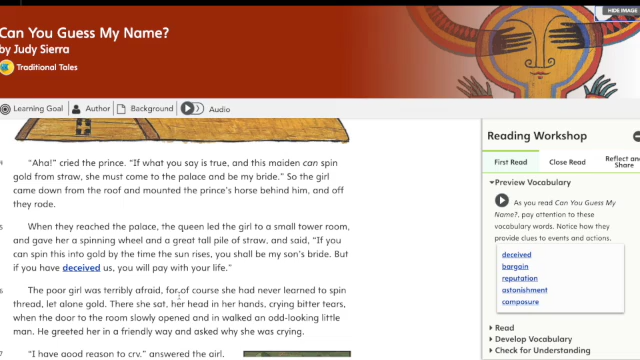 HIDE IMAGE
Can You Guess My Name?
by Judy Sierra
Traditional Tales
Learning Goal
Author
Background
Audio
"Aha!" cried the prince. "If what you say is true, and this maiden can spin
gold from straw, she must come to the palace and be my bride." So the girl
came down from the roof and mounted the prince's horse behind him, and off
they rode.
5
When they reached the palace, the queen led the girl to a small tower room,
and gave her a spinning wheel and a great tall pile of straw, and said, "If you
can spin this into gold by the time the sun rises, you shall be my son's bride. But
if you have deceived us, you will pay with your life."
The poor girl was terribly afraid, for of course she had never learned to spin
thread, let alone gold. There she sat, her head in her hands, crying bitter tears,
when the door to the room slowly opened and in walked an odd-looking little
man. He greeted her in a friendly way and asked why she was crying.
7
"I have good reason to cry," answered the girl.
Reading Workshop
First Read
Close Read
Reflect and
Share
Preview Vocabulary
As you read Can You Guess My
Name?, pay attention to these
vocabulary words. Notice how they
provide clues to events and actions.
deceived
bargain
reputation
astonishment
composure
Read
Develop Vocabulary
Check for Understanding